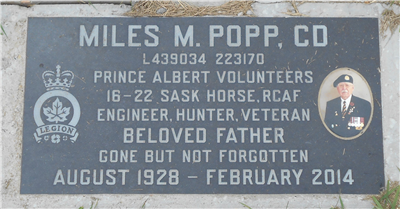 MILES M. POPP, CD
L439034 223170
PRINCE ALBERT VOLUNTEERS
16-22 SASK HORSE, RCAF
ENGINEER, HUNTER, VETERAN
LEGION
BELOVED FATHER
GONE BUT NOT FORGOTTEN
AUGUST 1928 - FEBRUARY 2014